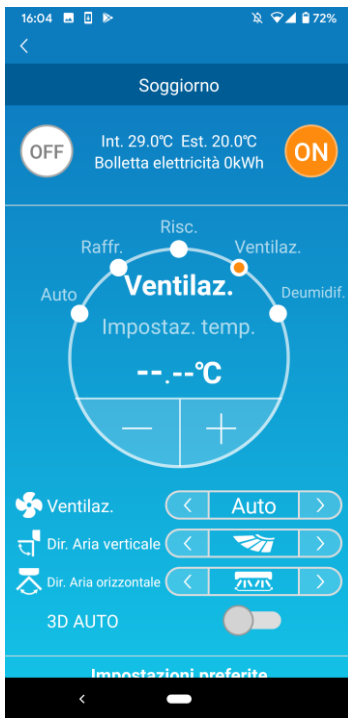 16:04 72%
Soggiorno
OFF
Int. 29.0℃ Est. 20.0℃
Bolletta elettricità 0kWh
ON
Risc.
Raffr. Ventilaz.
Auto Ventilaz. Deumidif.
Impostaz. temp.
--.--℃
Ventilaz. Auto
Dir. Aria verticale
Dir. Aria orizzontale
3D AUTO
Impostazioni preferite